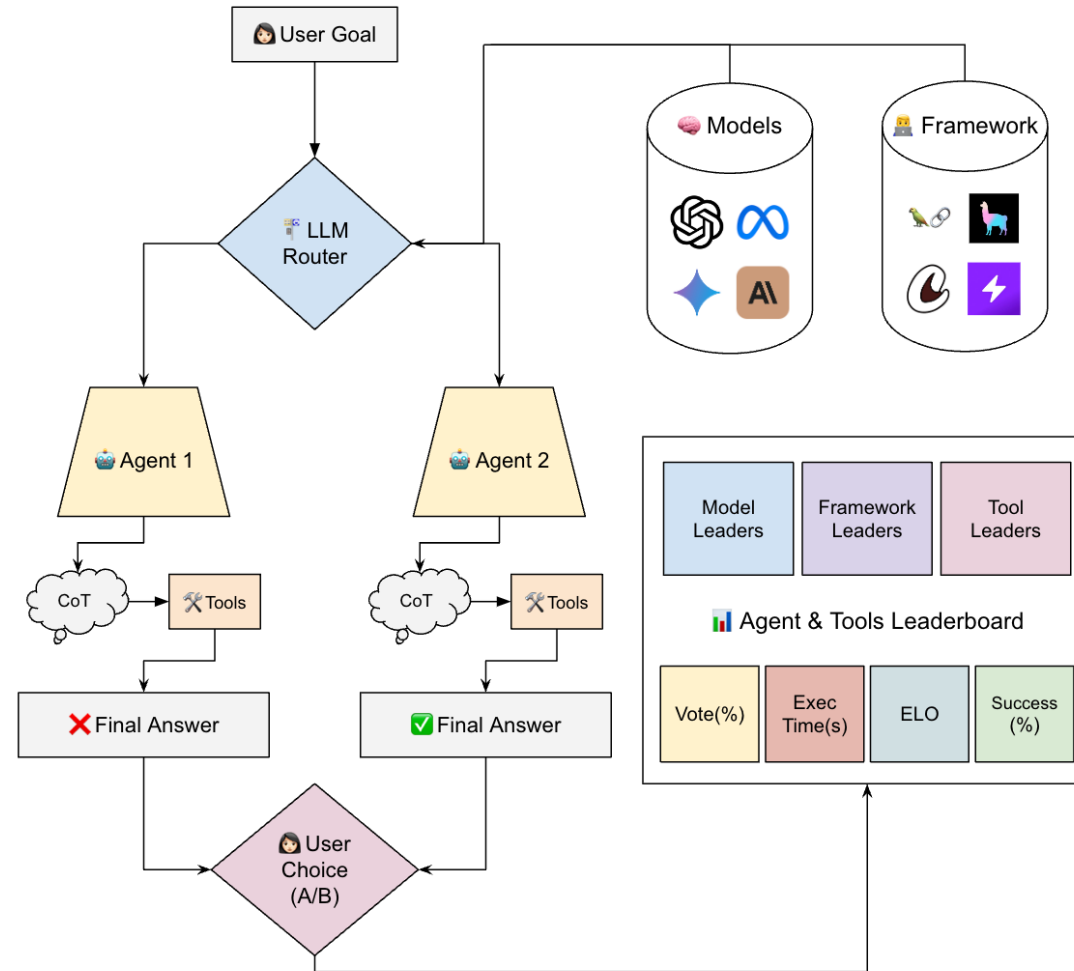 User Goal
Models
Framework
LLM
Router
Agent 1
Agent 2
CoT
Tools
CoT
Tools
Final Answer
Final Answer
User
Choice
(A/B)
Model
Leaders
Framework
Leaders
Tool
Leaders
Agent & Tools Leaderboard
Vote(%)
Exec
Time(s)
ELO
Success
(%)